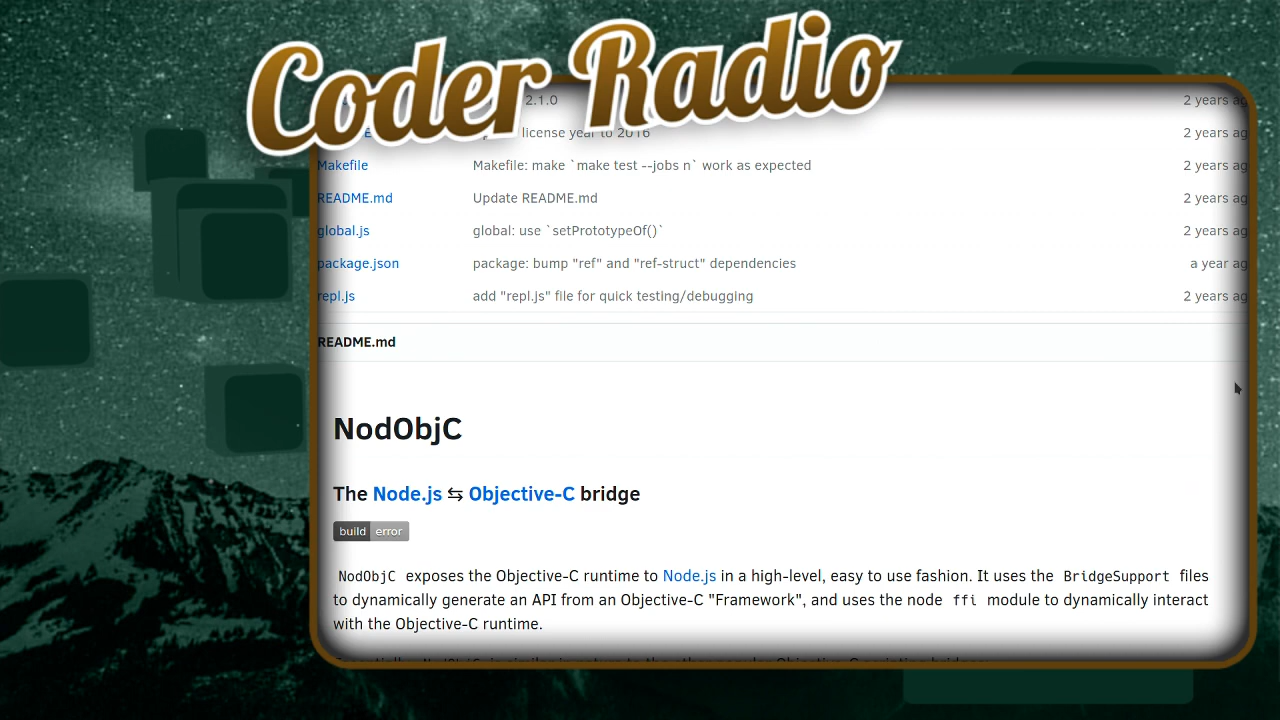 Coder Radio
2.1.0 2 years ag
license year to 2016 2 years ag
Makefile Makefile: make `make test --jobs n` work as expected 2 years ag
README.md Update README.md 2 years ag
global.js global: use `setPrototypeOf()` 2 years ag
package.json package: bump "ref" and "ref-struct" dependencies a year ag
repl.js add "repl.js" file for quick testing/debugging 2 years ag
README.md
NodObjC
The Node.js ⇆ Objective-C bridge
build error
NodObjC exposes the Objective-C runtime to Node.js in a high-level, easy to use fashion. It uses the BridgeSupport files
to dynamically generate an API from an Objective-C "Framework", and uses the node ffi module to dynamically interact
with the Objective-C runtime.